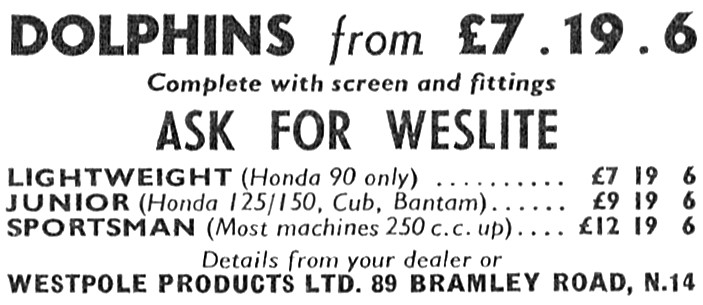 DOLPHINS from £7.19.6
Complete with screen and fittings
ASK FOR WESLITE
LIGHTWEIGHT (Honda 90 only) .......... £7 19 6
JUNIOR (Honda 125/150, Cub, Bantam)...... £9 19 6
SPORTSMAN (Most machines 250 c.c. up).... £12 19 6
Details from your dealer or
WESTPOLE PRODUCTS LTD. 89 BRAMLEY ROAD, N.14